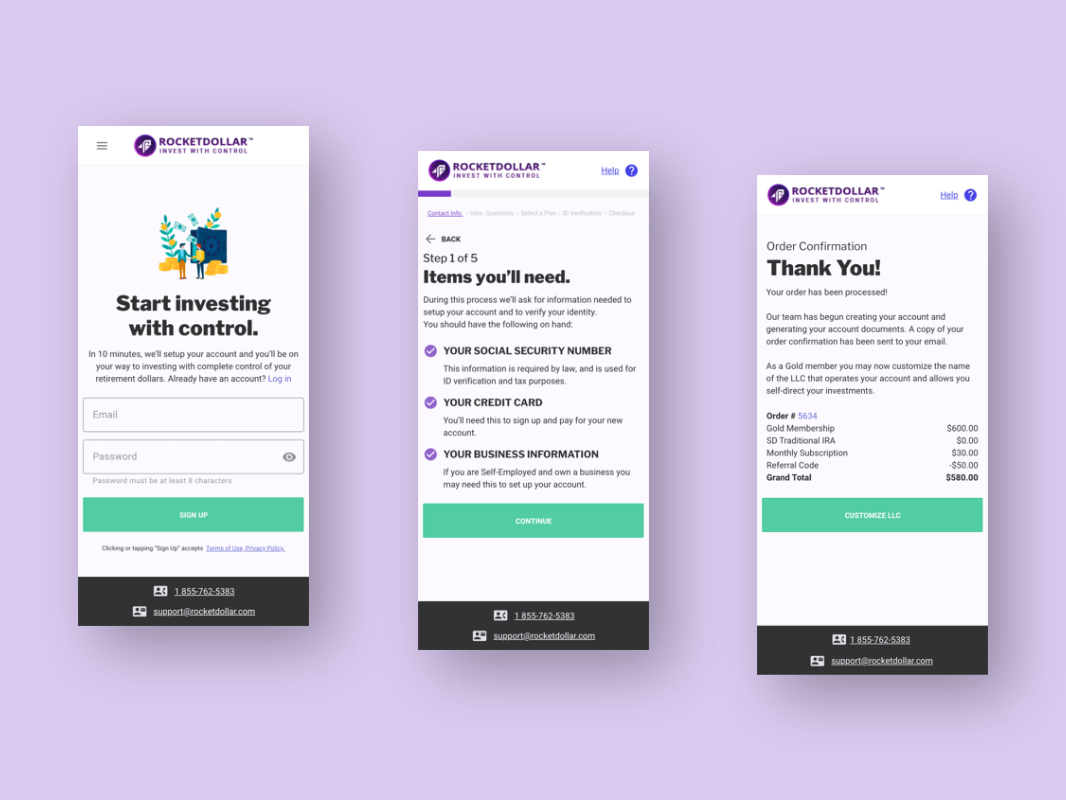 ROCKETDOLLAR™
INVEST WITH CONTROL
Start investing
with control.
In 10 minutes, we'll setup your account and you'll be on
your way to investing with complete control of your
retirement dollars. Already have an account? Log in
Email
Password
Password must be at least 8 characters
SIGN UP
Clicking or tapping "Sign Up" accepts Terms of Use, Privacy Policy.
1 855-762-5383
support@rocketdollar.com
ROCKETDOLLAR™
INVEST WITH CONTROL
Help ?
Contact Info. • Intro. Questions • Select a Plan • ID Verification • Checkout
BACK
Step 1 of 5
Items you'll need.
During this process we'll ask for information needed to
setup your account and to verify your identity.
You should have the following on hand:
YOUR SOCIAL SECURITY NUMBER
This information is required by law, and is used for
ID verification and tax purposes.
YOUR CREDIT CARD
You'll need this to sign up and pay for your new
account.
YOUR BUSINESS INFORMATION
If you are Self-Employed and own a business you
may need this to set up your account.
CONTINUE
1 855-762-5383
support@rocketdollar.com
ROCKETDOLLAR™
INVEST WITH CONTROL
Help ?
Order Confirmation
Thank You!
Your order has been processed!
Our team has begun creating your account and
generating your account documents. A copy of your
order confirmation has been sent to your email.
As a Gold member you may now customize the name
of the LLC that operates your account and allows you
self-direct your investments.
Order # 5634
Gold Membership $600.00
SD Traditional IRA $0.00
Monthly Subscription $30.00
Referral Code -$50.00
Grand Total $580.00
CUSTOMIZE LLC
1 855-762-5383
support@rocketdollar.com